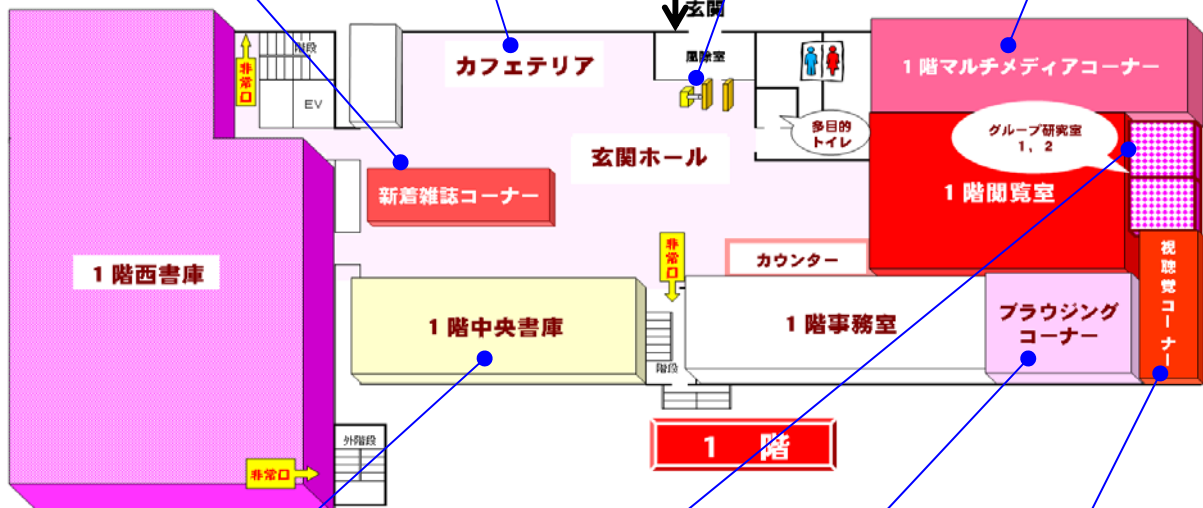 玄関
階段
非常口
EV
カフェテリア
風除室
1階マルチメディアコーナー
多目的
トイレ
グループ研究室
1、2
玄関ホール
新着雑誌コーナー
1階閲覧室
非常口
カウンター
視聴覚コーナー
1階西書庫
1階中央書庫
1階事務室
ブラウジング
コーナー
階段
1 階
外階段
非常口